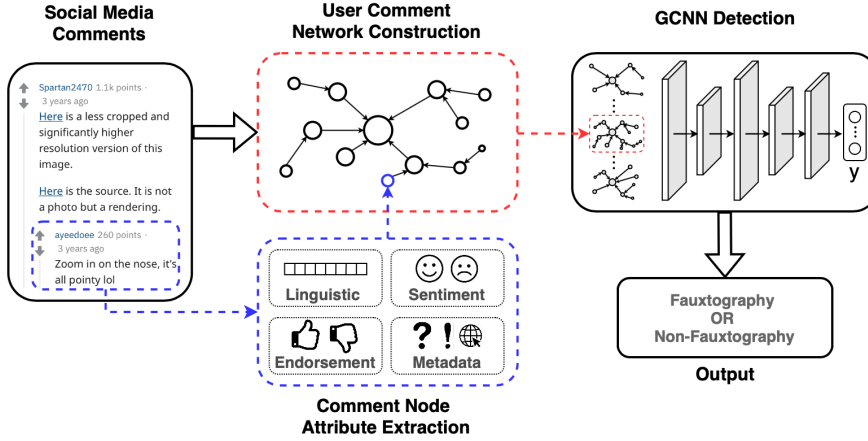 Social Media
Comments
Spartan2470 1.1k points ·
3 years ago
Here is a less cropped and
significantly higher
resolution version of this
image.
Here is the source. It is not
a photo but a rendering.
ayeedoee 260 points ·
3 years ago
Zoom in on the nose, it's
all pointy lol
User Comment
Network Construction
Linguistic
Sentiment
Endorsement
? !
Metadata
Comment Node
Attribute Extraction
GCNN Detection
y
Fauxtography
OR
Non-Fauxtography
Output